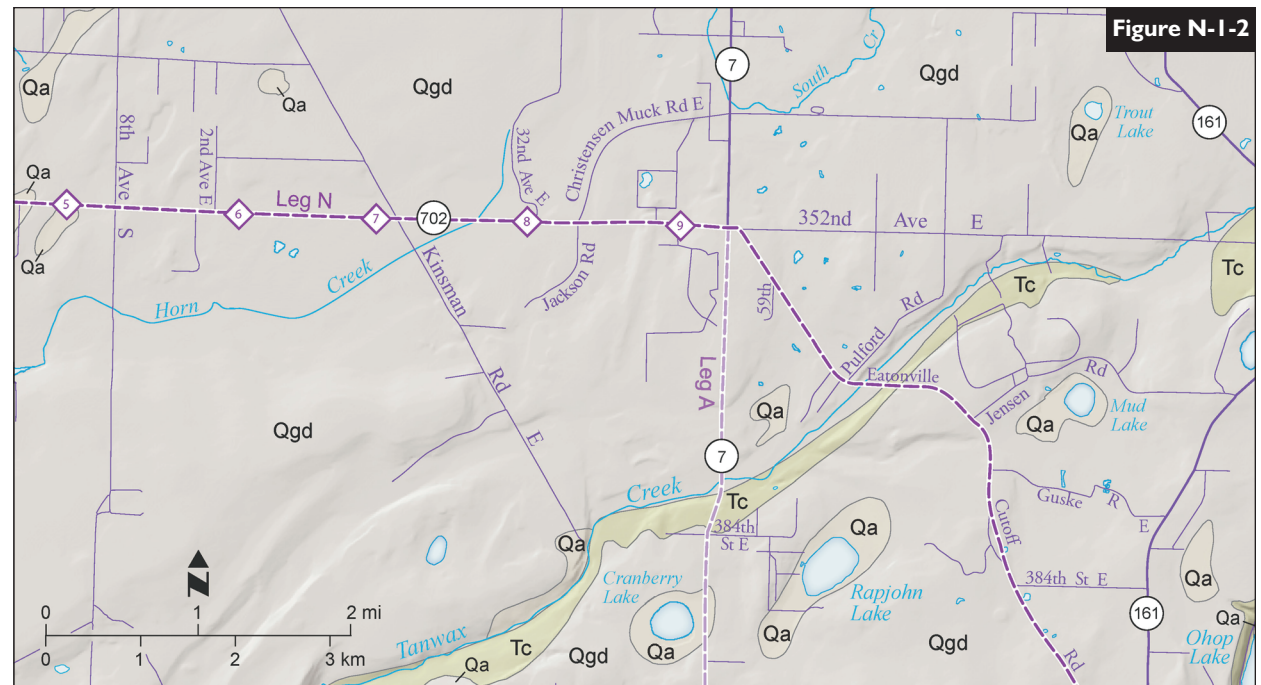 Figure N-1-2
7
South
Cr
Qgd
Qgd
Qa
Qa
Qa
Trout
Lake
161
8th
Ave
S
2nd Ave E
32nd Ave E
Christensen Muck Rd E
Qa
5
Leg N
6
7
702
8
9
352nd Ave E
Qa
Horn
Creek
Kinsman
Rd
E
Jackson Rd
59th
Pulford
Rd
Tc
Tc
Leg A
Eatonville
Jensen
Rd
Qa
Qa
Mud
Lake
Qgd
7
Creek
Tc
384th
St E
Qa
Qa
Guske
R
E
Cutoff
Rd
384th St E
Cranberry
Lake
Rapjohn
Lake
Qa
Qa
Qa
Qgd
161
Qa
Ohop
Lake
N
0 1 2 mi
0 1 2 3 km
Tanwax
Tc
Qa
Qgd